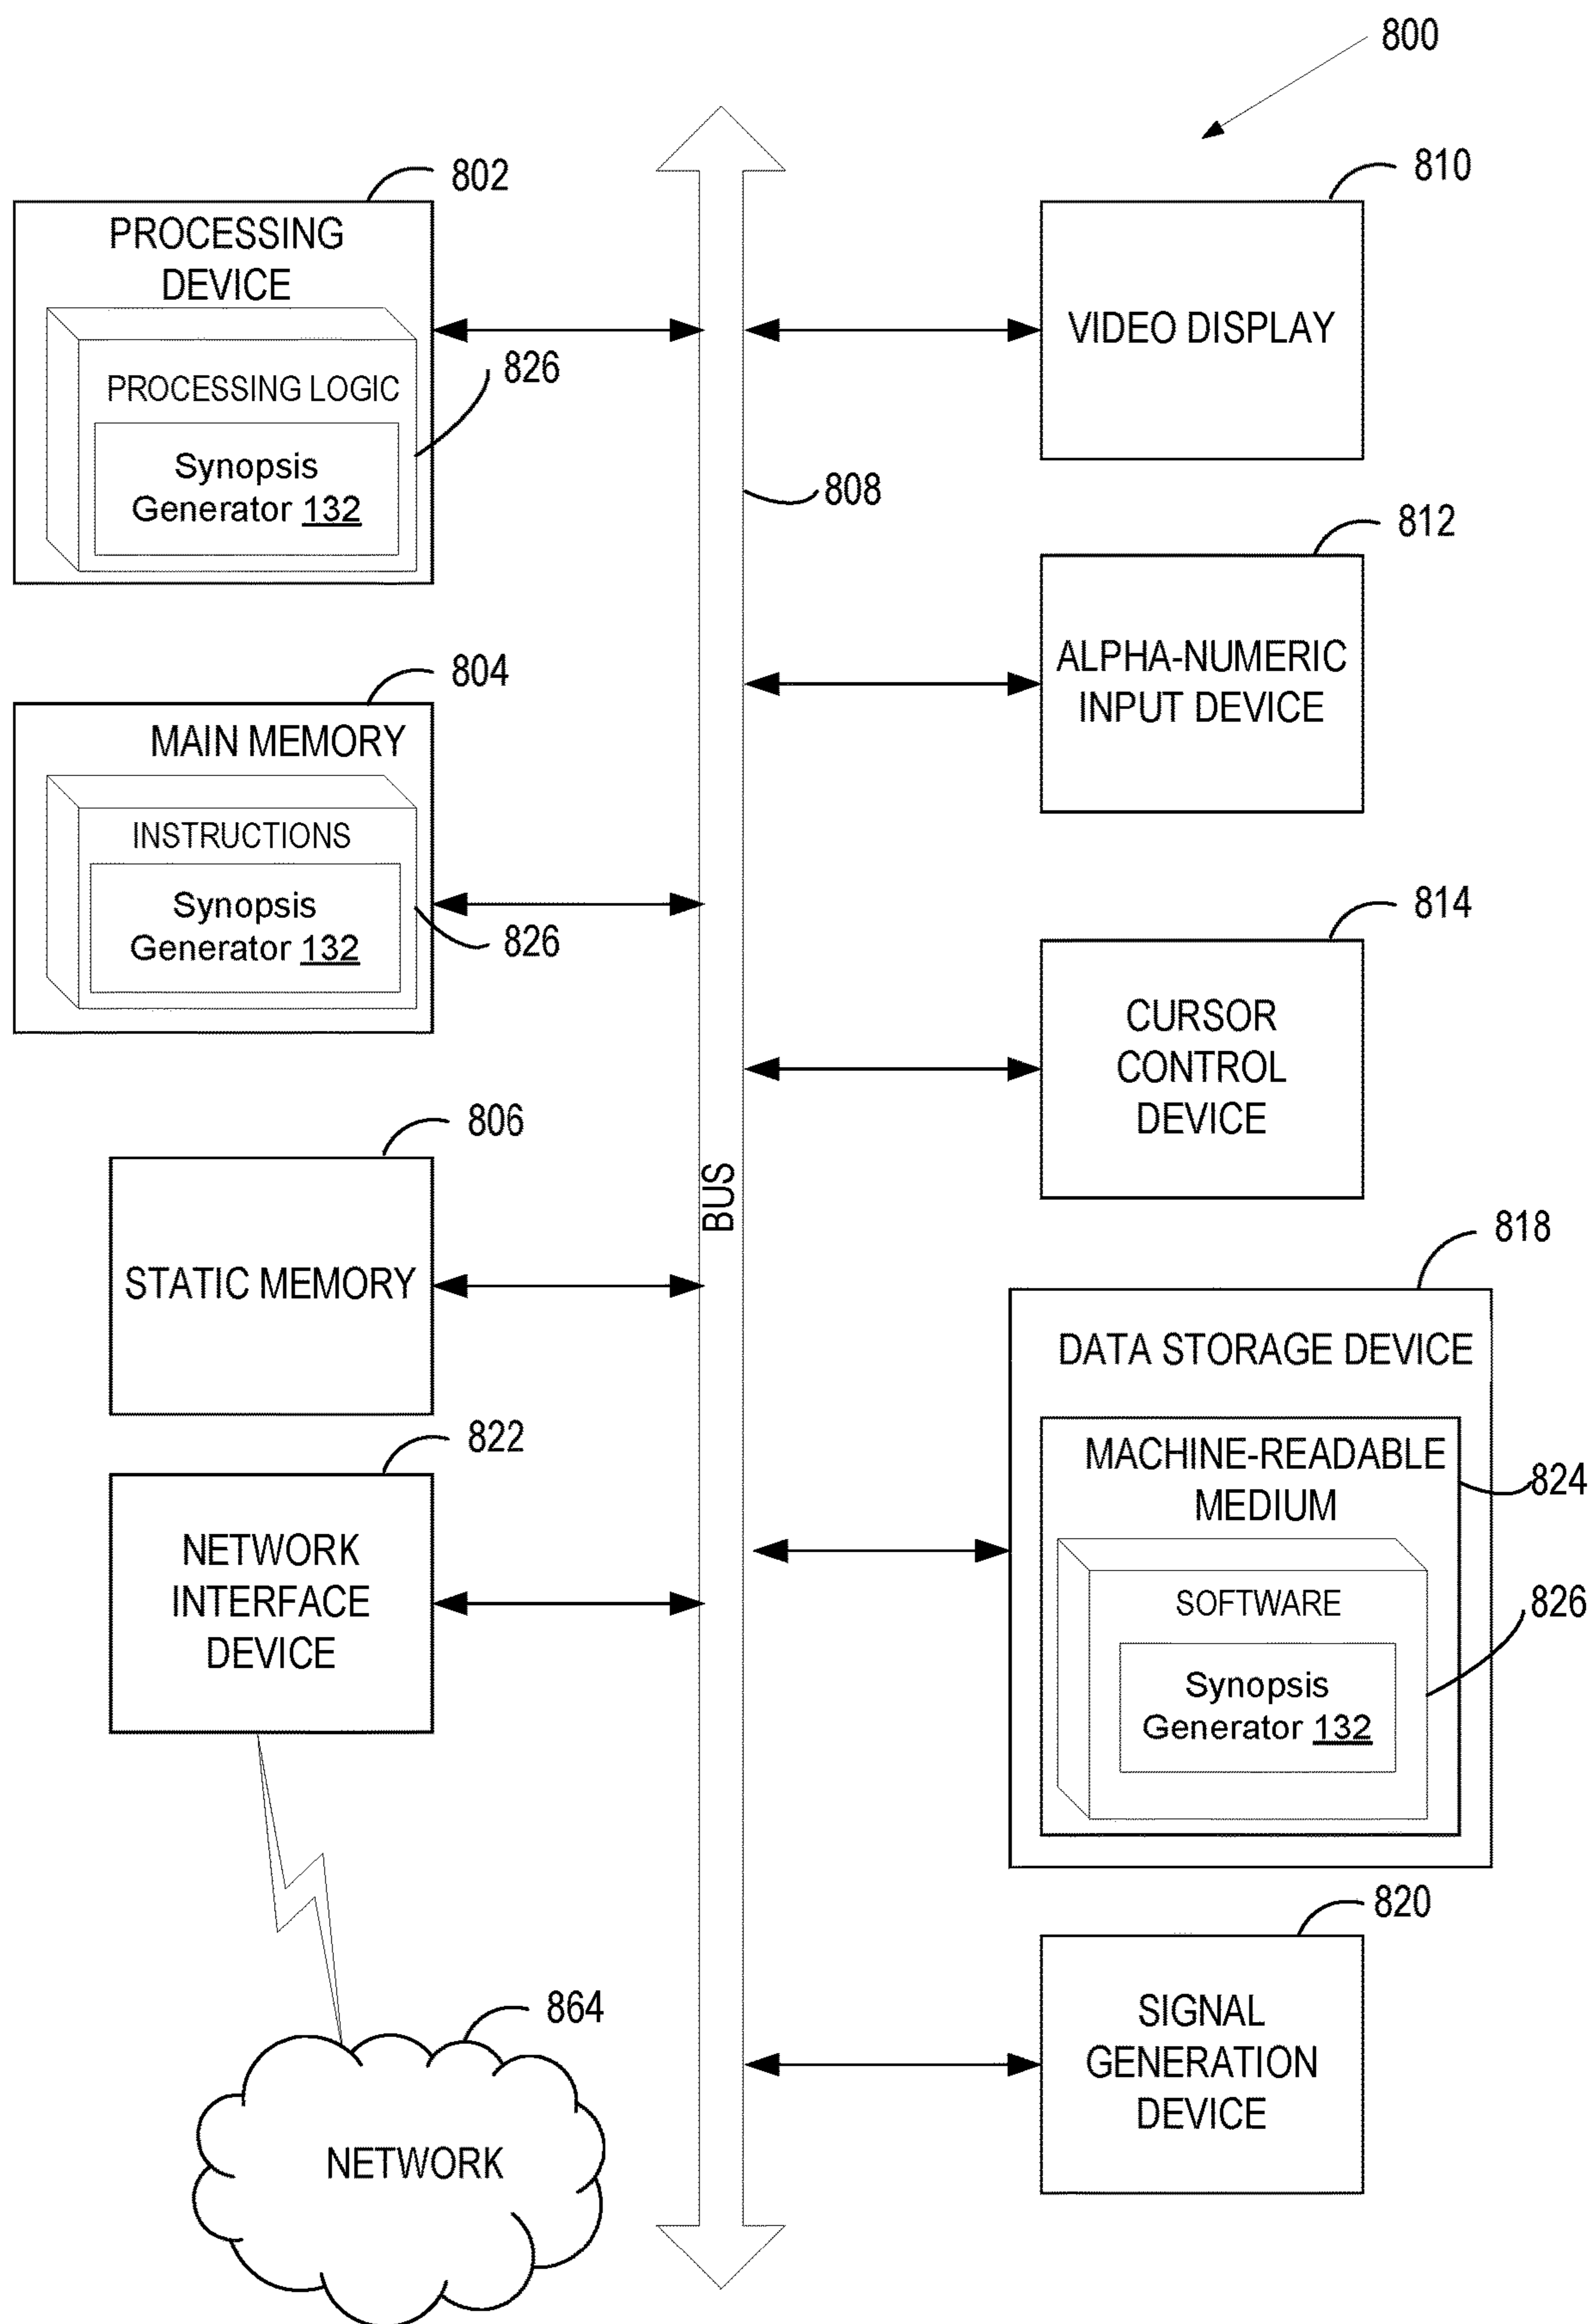 800
802
PROCESSING
DEVICE
PROCESSING LOGIC
826
Synopsis
Generator 132
804
MAIN MEMORY
INSTRUCTIONS
Synopsis
Generator 132
826
806
STATIC MEMORY
822
NETWORK
INTERFACE
DEVICE
864
NETWORK
808
BUS
810
VIDEO DISPLAY
812
ALPHA-NUMERIC
INPUT DEVICE
814
CURSOR
CONTROL
DEVICE
818
DATA STORAGE DEVICE
MACHINE-READABLE
MEDIUM
824
SOFTWARE
826
Synopsis
Generator 132
820
SIGNAL
GENERATION
DEVICE